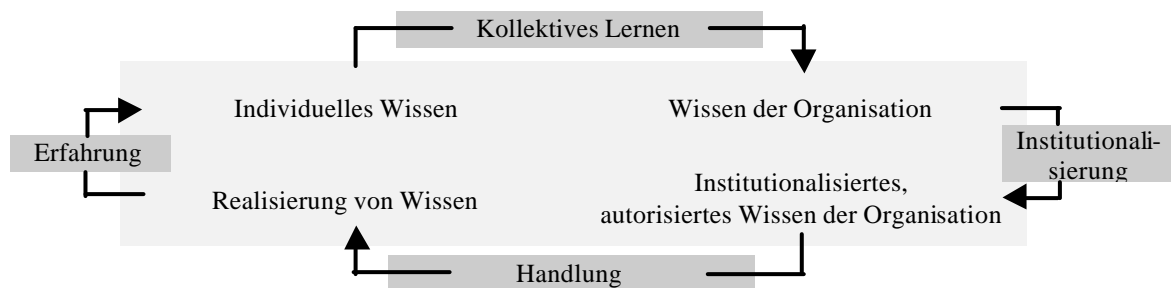 Kollektives Lernen
Individuelles Wissen
Wissen der Organisation
Erfahrung
Institutionali-
sierung
Realisierung von Wissen
Institutionalisiertes,
autorisiertes Wissen der Organisation
Handlung